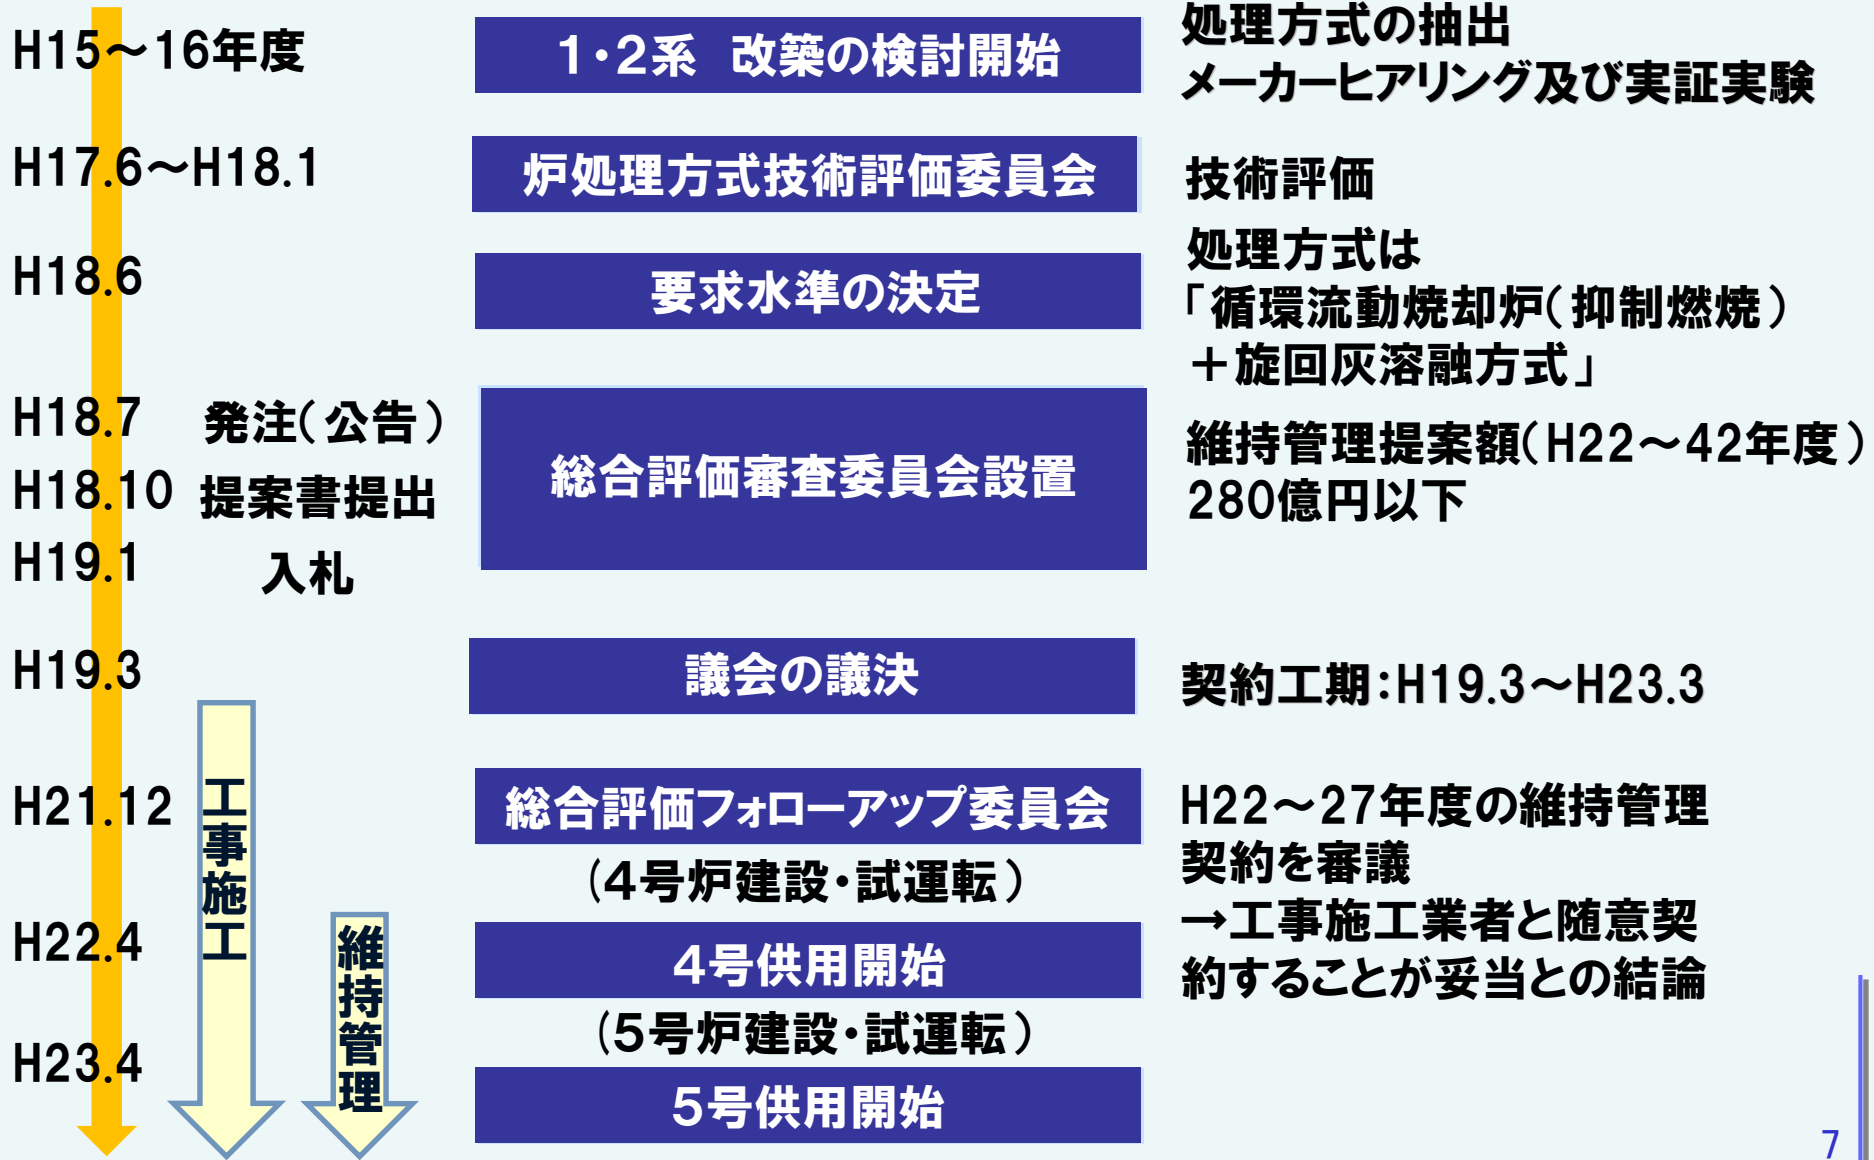 H15～16年度
1・2系　改築の検討開始
処理方式の抽出
メーカーヒアリング及び実証実験
H17.6～H18.1
炉処理方式技術評価委員会
技術評価
H18.6
要求水準の決定
処理方式は
「循環流動焼却炉（抑制燃焼）
＋旋回灰溶融方式」
H18.7　発注（公告）
H18.10　提案書提出
H19.1　入札
総合評価審査委員会設置
維持管理提案額（H22～42年度）
280億円以下
H19.3
議会の議決
契約工期：H19.3～H23.3
工事施工
H21.12
総合評価フォローアップ委員会
（4号炉建設・試運転）
H22～27年度の維持管理
契約を審議
→工事施工業者と随意契
約することが妥当との結論
維持管理
H22.4
4号供用開始
（5号炉建設・試運転）
H23.4
5号供用開始
7